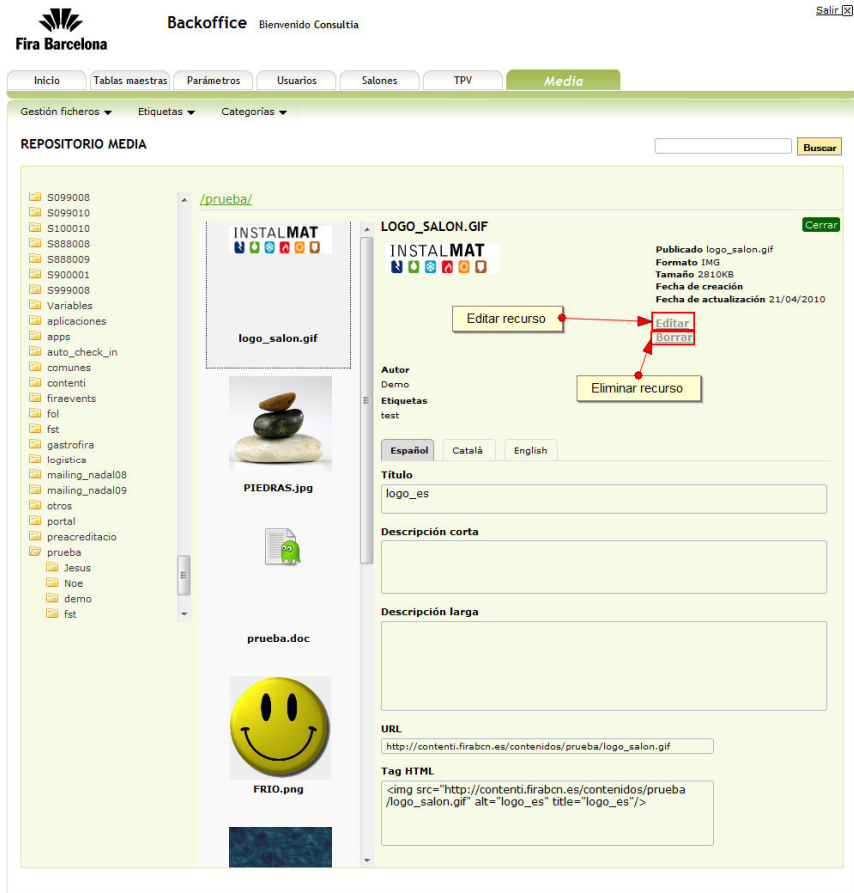 Fira Barcelona
Backoffice Bienvenido Consultia
Salir
Inicio Tablas maestras Parámetros Usuarios Salones TPV Media
Gestión ficheros Etiquetas Categorías
REPOSITORIO MEDIA
Buscar
S099008
S099010
S100010
S888008
S888009
S900001
S999008
Variables
aplicaciones
apps
auto_check_in
comunes
contenti
firaevents
fol
fst
gastrofira
logistica
mailing_nadal08
mailing_nadal09
otros
portal
preacreditacio
prueba
Jesus
Noe
demo
fst
/prueba/
INSTALMAT
logo_salon.gif
PIEDRAS.jpg
prueba.doc
FRIO.png
LOGO_SALON.GIF
Cerrar
INSTALMAT
Publicado logo_salon.gif
Formato IMG
Tamaño 2810KB
Fecha de creación
Fecha de actualización 21/04/2010
Editar recurso
Editar
Borrar
Eliminar recurso
Autor
Demo
Etiquetas
test
Español Català English
Título
logo_es
Descripción corta
Descripción larga
URL
http://contenti.firabcn.es/contenidos/prueba/logo_salon.gif
Tag HTML
<img src="http://contenti.firabcn.es/contenidos/prueba
/logo_salon.gif" alt="logo_es" title="logo_es"/>